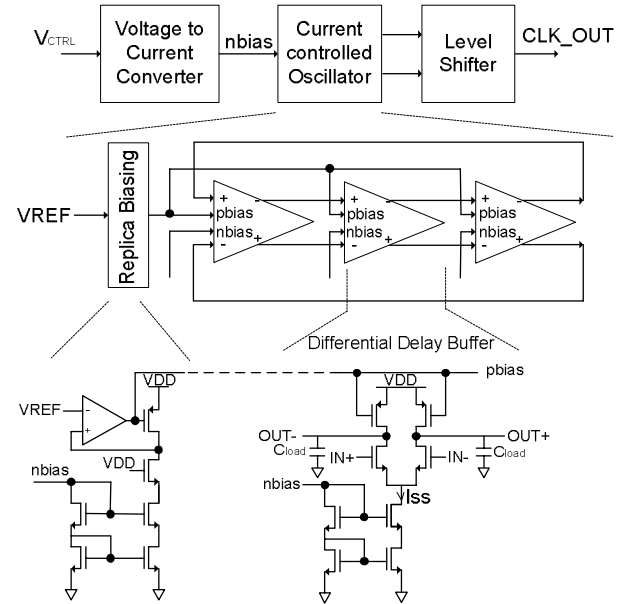 VCTRL
Voltage to
Current
Converter
nbias
Current
controlled
Oscillator
Level
Shifter
CLK_OUT
VREF
Replica Biasing
+
pbias
nbias
-
-
+
+
pbias
nbias
-
-
+
+
pbias
nbias
-
-
+
Differential Delay Buffer
VDD
pbias
VREF
-
+
VDD
nbias
VDD
OUT-
OUT+
Cload
IN+
IN-
Cload
nbias
Iss